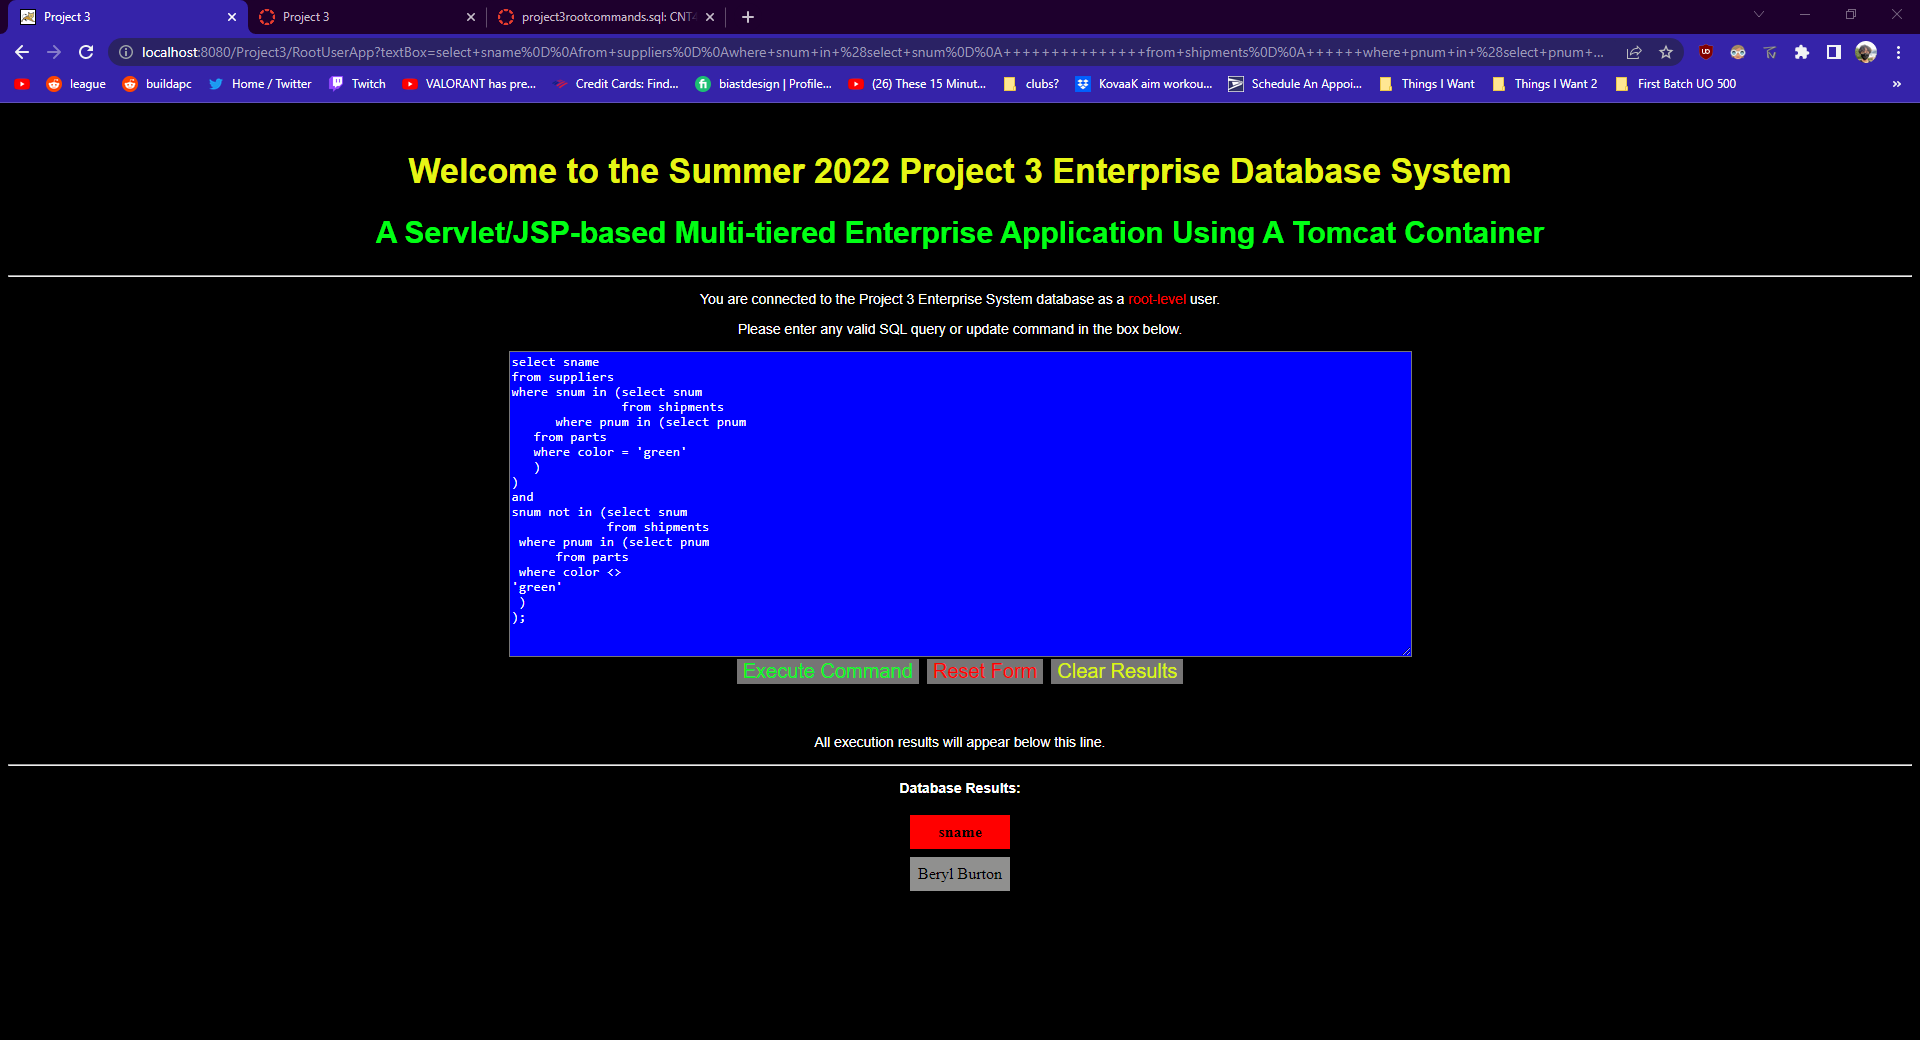 Project 3
Project 3
project3rootcommands.sql: CNT4
localhost:8080/Project3/RootUserApp?textBox=select+sname%0D%0Afrom+suppliers%0D%0Awhere+snum+in+%28select+snum%0D%0A+++++++++++++++from+shipments%0D%0A++++++where+pnum+in+%28select+pnum+...
league
buildapc
Home / Twitter
Twitch
VALORANT has pre...
Credit Cards: Find...
biastdesign | Profile...
(26) These 15 Minut...
clubs?
KovaaK aim workou...
Schedule An Appoi...
Things I Want
Things I Want 2
First Batch UO 500
»
Welcome to the Summer 2022 Project 3 Enterprise Database System
A Servlet/JSP-based Multi-tiered Enterprise Application Using A Tomcat Container
You are connected to the Project 3 Enterprise System database as a root-level user.
Please enter any valid SQL query or update command in the box below.
select sname
from suppliers
where snum in (select snum
from shipments
where pnum in (select pnum
from parts
where color = 'green'
)
)
and
snum not in (select snum
from shipments
where pnum in (select pnum
from parts
where color <>
'green'
)
);
Execute Command
Reset Form
Clear Results
All execution results will appear below this line.
Database Results:
sname
Beryl Burton